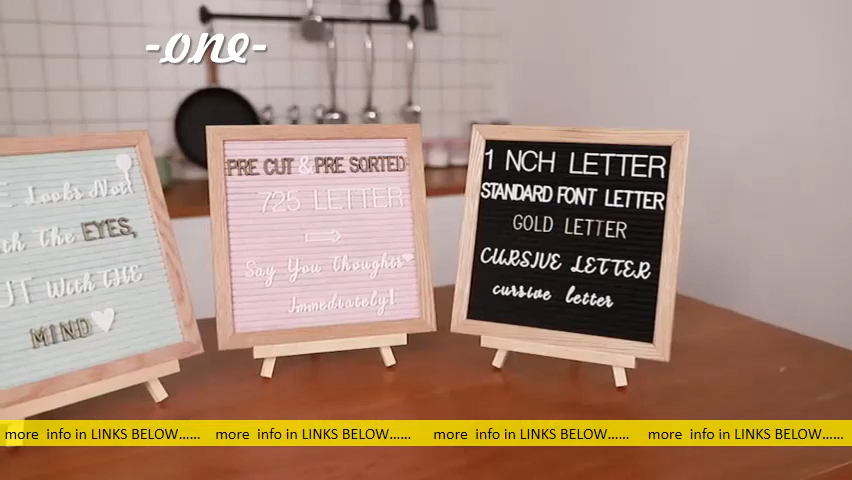 -one-
E Looks Not
th The EYES,
UT With THE
MIND
PRE CUT & PRE SORTED
725 LETTER
Say You Thoughts
Immediately!
1 NCH LETTER
STANDARD FONT LETTER
GOLD LETTER
CURSIVE LETTER
cursive letter
more info in LINKS BELOW...... more info in LINKS BELOW...... more info in LINKS BELOW...... more info in LINKS BELOW......